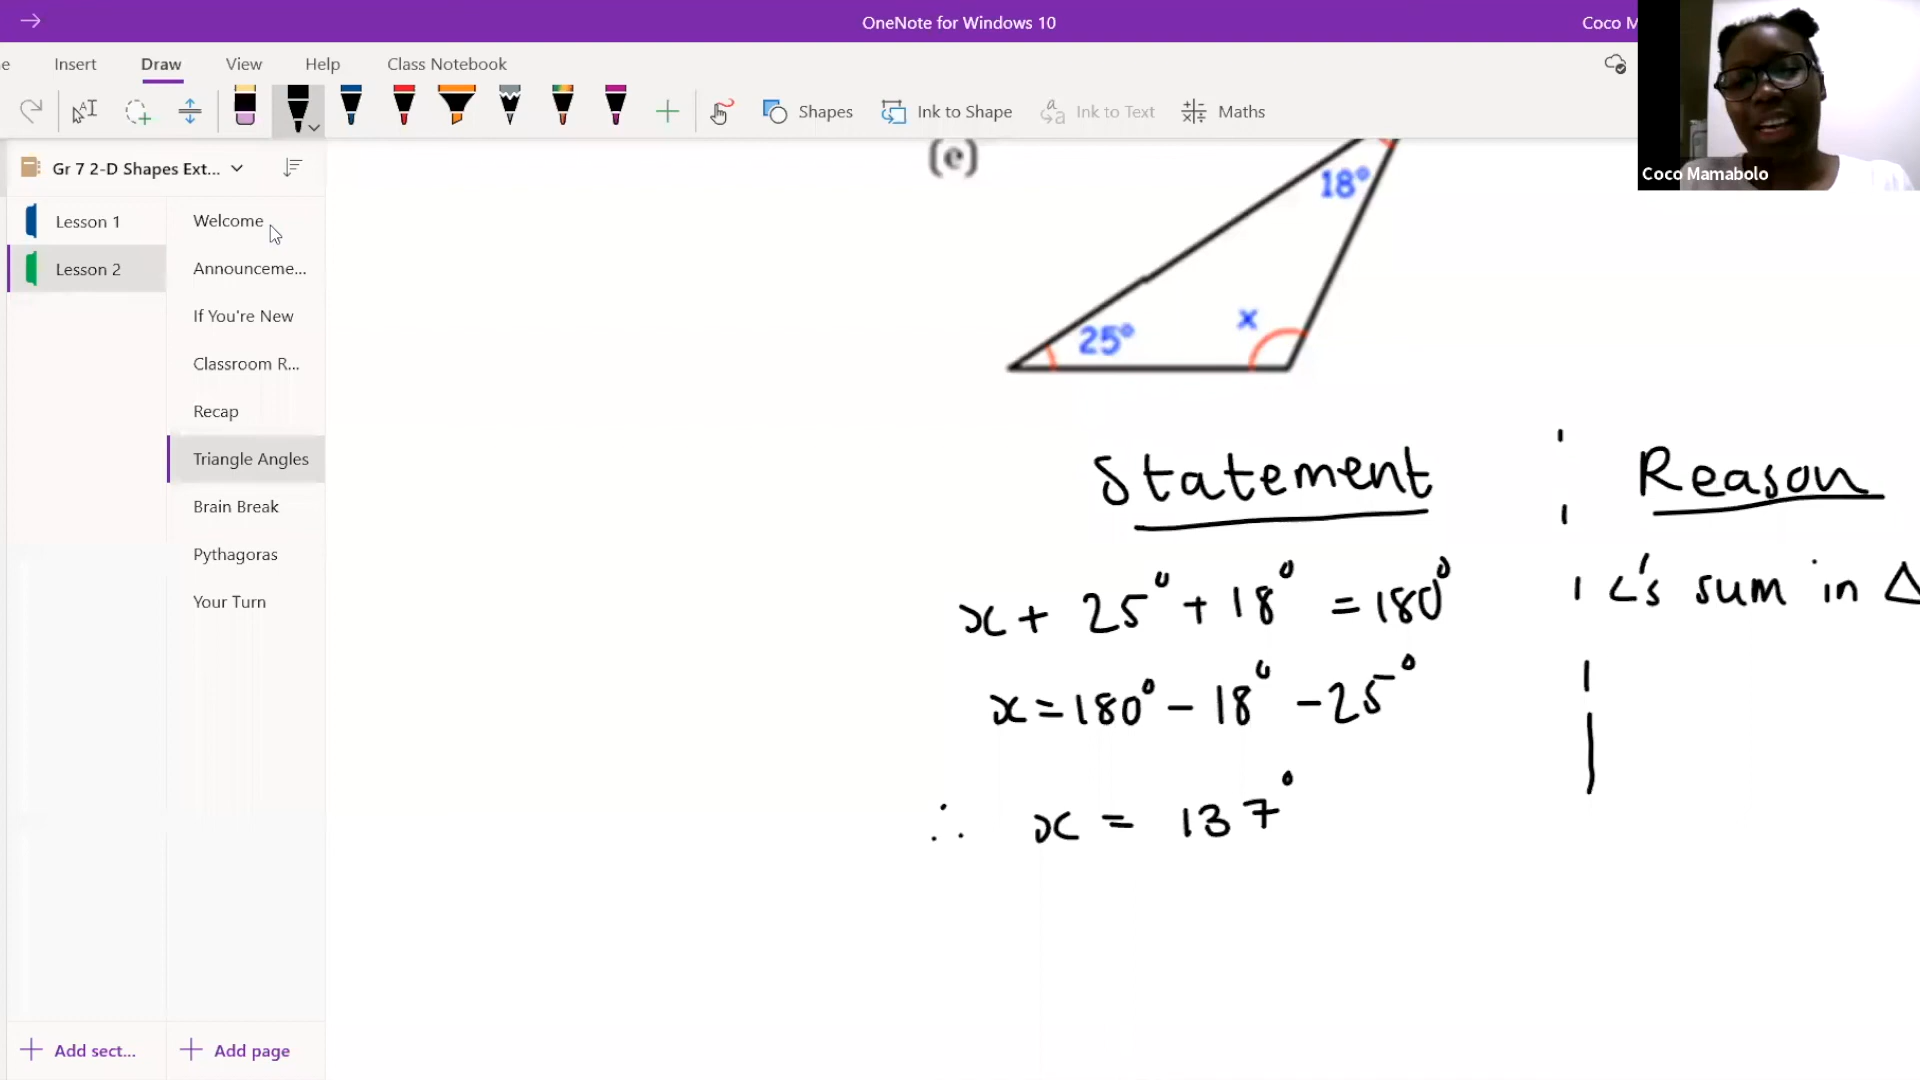 OneNote for Windows 10
Coco M
e
Insert
Draw
View
Help
Class Notebook
Shapes
Ink to Shape
Ink to Text
Maths
Coco Mamabolo
Gr 7 2-D Shapes Ext...
Lesson 1
Lesson 2
Welcome
Announceme...
If You're New
Classroom R...
Recap
Triangle Angles
Brain Break
Pythagoras
Your Turn
Add sect...
Add page
(e)
18°
25°
x
Statement
Reason
x + 25° + 18° = 180°
<'s sum in △
x = 180° - 18° - 25°
∴ x = 137°